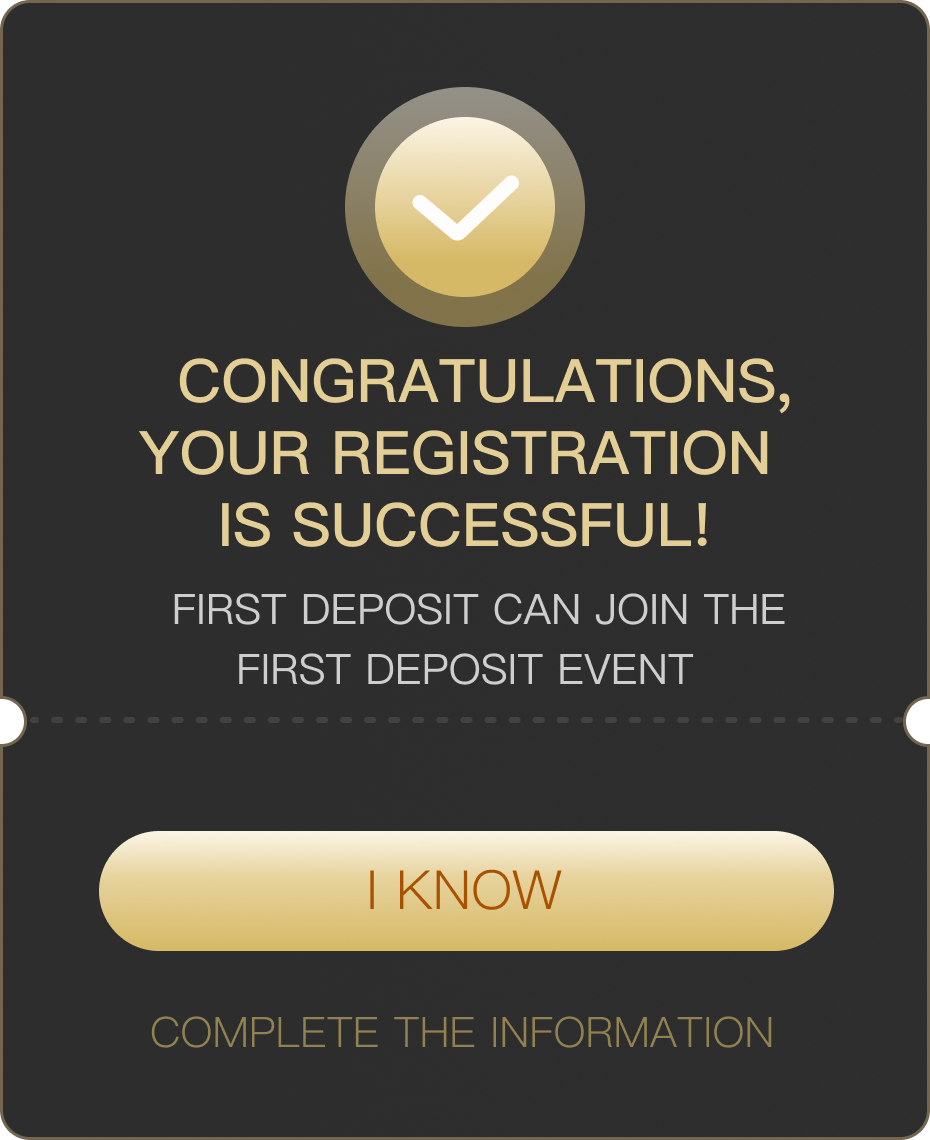 CONGRATULATIONS,
YOUR REGISTRATION
IS SUCCESSFUL!
FIRST DEPOSIT CAN JOIN THE
FIRST DEPOSIT EVENT
I KNOW
COMPLETE THE INFORMATION